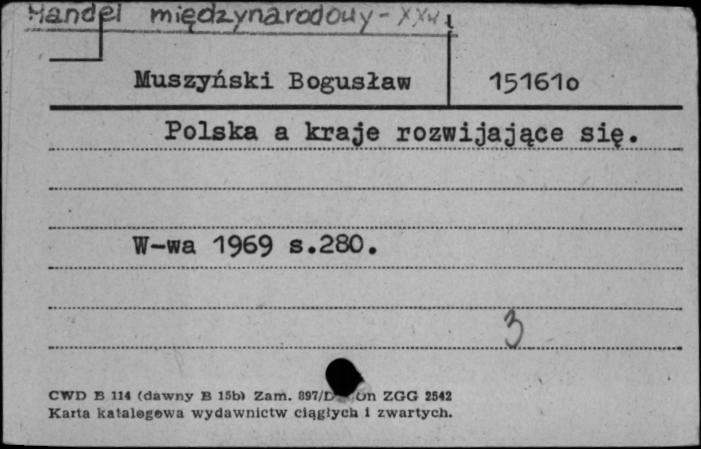 Handel międzynarodowy - XXw.
Muszyński Bogusław 151610
Polska a kraje rozwijające się.
W-wa 1969 s.280.
3
CWD B 114 (dawny B 15b) Zam. 897/D ZGG 2542
Karta katalogowa wydawnictw ciągłych i zwartych.